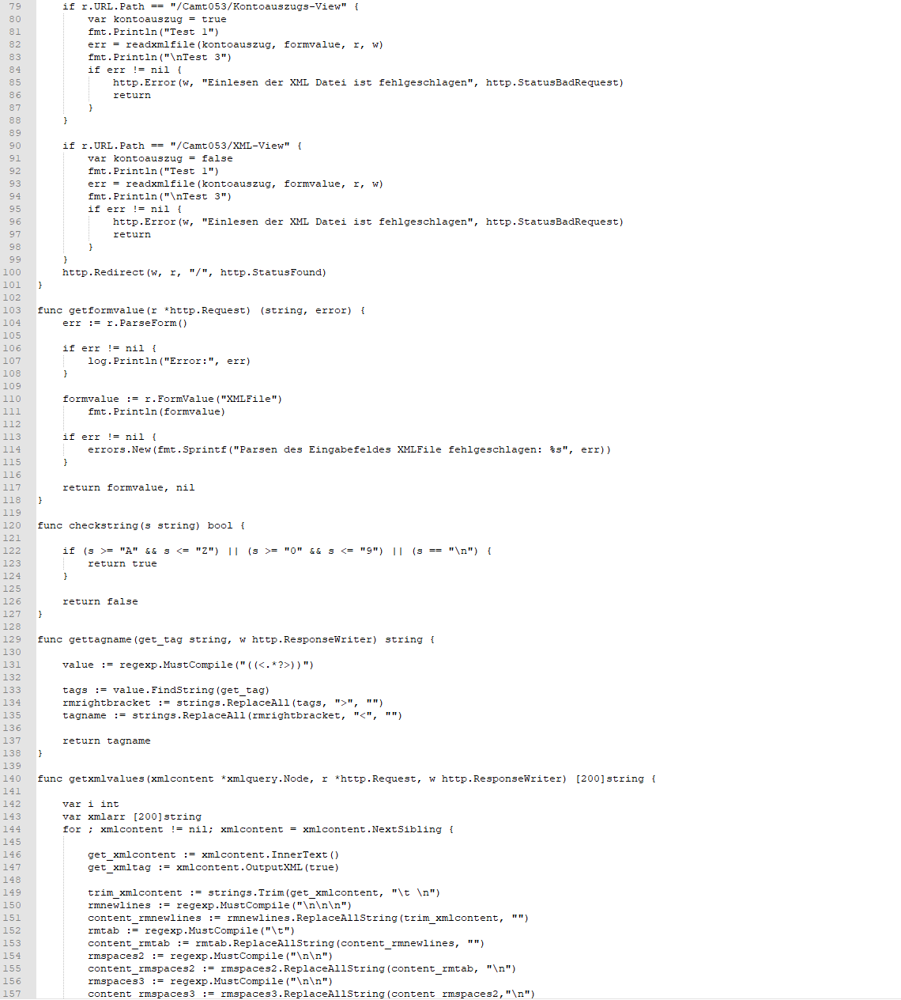 79 if r.URL.Path == "/Camt053/Kontoauszugs-View" {
80 var kontoauszug = true
81 fmt.Println("Test 1")
82 err = readxmlfile(kontoauszug, formvalue, r, w)
83 fmt.Println("\nTest 3")
84 if err != nil {
85 http.Error(w, "Einlesen der XML Datei ist fehlgeschlagen", http.StatusBadRequest)
86 return
87 }
88 }
89
90 if r.URL.Path == "/Camt053/XML-View" {
91 var kontoauszug = false
92 fmt.Println("Test 1")
93 err = readxmlfile(kontoauszug, formvalue, r, w)
94 fmt.Println("\nTest 3")
95 if err != nil {
96 http.Error(w, "Einlesen der XML Datei ist fehlgeschlagen", http.StatusBadRequest)
97 return
98 }
99 }
100 http.Redirect(w, r, "/", http.StatusFound)
101 }
102
103 func getformvalue(r *http.Request) (string, error) {
104 err := r.ParseForm()
105
106 if err != nil {
107 log.Println("Error:", err)
108 }
109
110 formvalue := r.FormValue("XMLFile")
111 fmt.Println(formvalue)
112
113 if err != nil {
114 errors.New(fmt.Sprintf("Parsen des Eingabefeldes XMLFile fehlgeschlagen: %s", err))
115 }
116
117 return formvalue, nil
118 }
119
120 func checkstring(s string) bool {
121
122 if (s >= "A" && s <= "Z") || (s >= "0" && s <= "9") || (s == "\n") {
123 return true
124 }
125
126 return false
127 }
128
129 func gettagname(get_tag string, w http.ResponseWriter) string {
130
131 value := regexp.MustCompile("((<.*?>))")
132
133 tags := value.FindString(get_tag)
134 rmrightbracket := strings.ReplaceAll(tags, ">", "")
135 tagname := strings.ReplaceAll(rmrightbracket, "<", "")
136
137 return tagname
138 }
139
140 func getxmlvalues(xmlcontent *xmlquery.Node, r *http.Request, w http.ResponseWriter) [200]string {
141
142 var i int
143 var xmlarr [200]string
144 for ; xmlcontent != nil; xmlcontent = xmlcontent.NextSibling {
145
146 get_xmlcontent := xmlcontent.InnerText()
147 get_xmltag := xmlcontent.OutputXML(true)
148
149 trim_xmlcontent := strings.Trim(get_xmlcontent, "\t \n")
150 rmnewlines := regexp.MustCompile("\n\n\n")
151 content_rmnewlines := rmnewlines.ReplaceAllString(trim_xmlcontent, "")
152 rmtab := regexp.MustCompile("\t")
153 content_rmtab := rmtab.ReplaceAllString(content_rmnewlines, "")
154 rmspaces2 := regexp.MustCompile("\n\n")
155 content_rmspaces2 := rmspaces2.ReplaceAllString(content_rmtab, "\n")
156 rmspaces3 := regexp.MustCompile("\n\n")
157 content_rmspaces3 := rmspaces3.ReplaceAllString(content_rmspaces2,"\n")